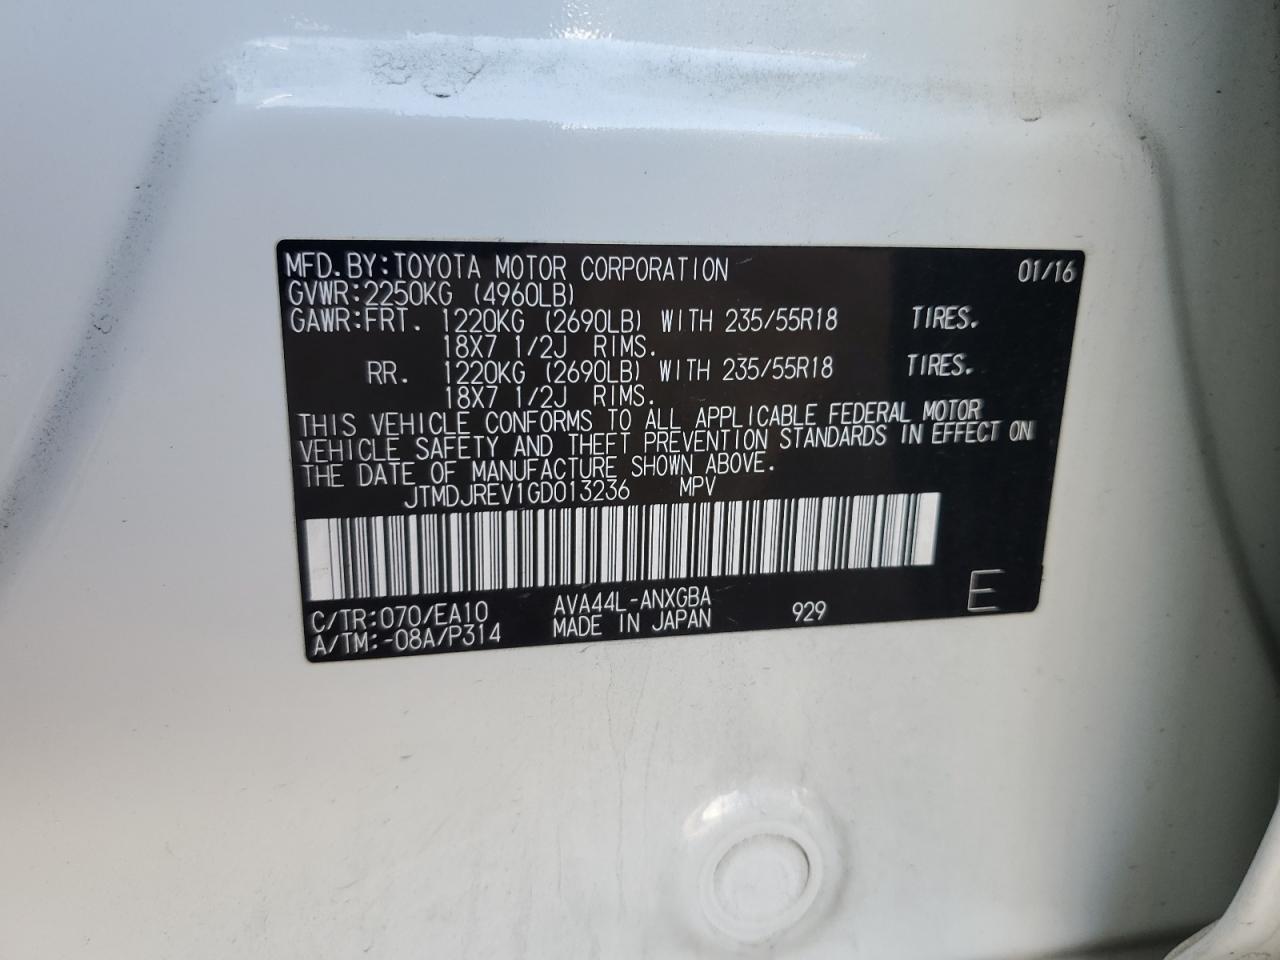 MFD.BY:TOYOTA MOTOR CORPORATION 01/16
GVWR:2250KG (4960LB)
GAWR:FRT. 1220KG (2690LB) WITH 235/55R18 TIRES.
18X7 1/2J RIMS.
RR. 1220KG (2690LB) WITH 235/55R18 TIRES.
18X7 1/2J RIMS.
THIS VEHICLE CONFORMS TO ALL APPLICABLE FEDERAL MOTOR
VEHICLE SAFETY AND THEFT PREVENTION STANDARDS IN EFFECT ON
THE DATE OF MANUFACTURE SHOWN ABOVE.
JTMDJREV1GD013236 MPV
C/TR:070/EA10 AVA44L-ANXGBA 929 E
A/TM:-08A/P314 MADE IN JAPAN